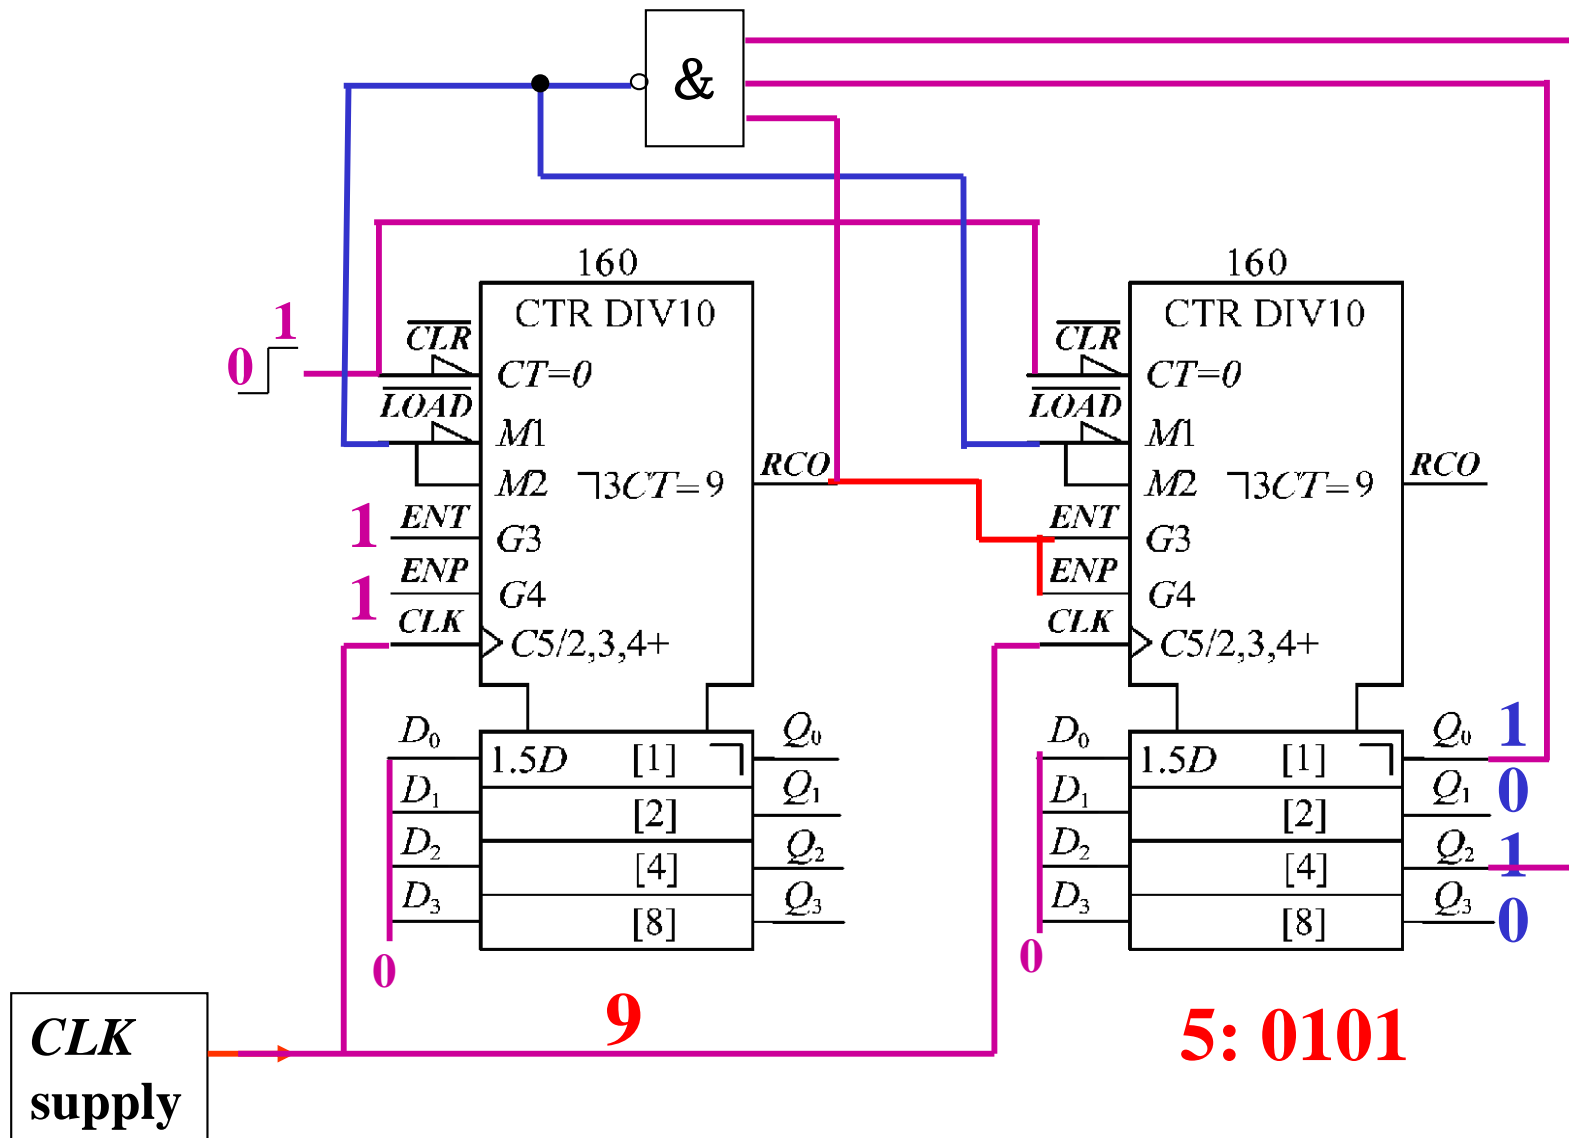 &
160
CTR DIV10
CLR
CT=0
LOAD
M1
M2
ㄱ3CT=9
RCO
ENT
G3
ENP
G4
CLK
C5/2,3,4+
D0
1.5D
[1]
Q0
D1
[2]
Q1
D2
[4]
Q2
D3
[8]
Q3
0
1
1
1
0
9
160
CTR DIV10
CLR
CT=0
LOAD
M1
M2
ㄱ3CT=9
RCO
ENT
G3
ENP
G4
CLK
C5/2,3,4+
D0
1.5D
[1]
Q0
1
D1
[2]
Q1
0
D2
[4]
Q2
1
D3
[8]
Q3
0
0
5: 0101
CLK
supply